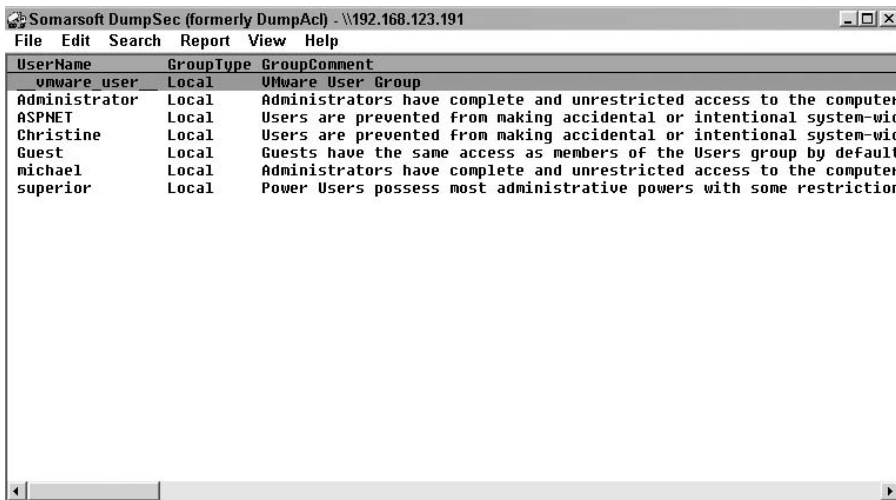 Somarsoft DumpSec (formerly DumpAcl) - \\192.168.123.191
File Edit Search Report View Help
UserName GroupType GroupComment
__vmware_user__ Local VMware User Group
Administrator Local Administrators have complete and unrestricted access to the computer
ASPNET Local Users are prevented from making accidental or intentional system-wid
Christine Local Users are prevented from making accidental or intentional system-wid
Guest Local Guests have the same access as members of the Users group by default
michael Local Administrators have complete and unrestricted access to the computer
superior Local Power Users possess most administrative powers with some restriction